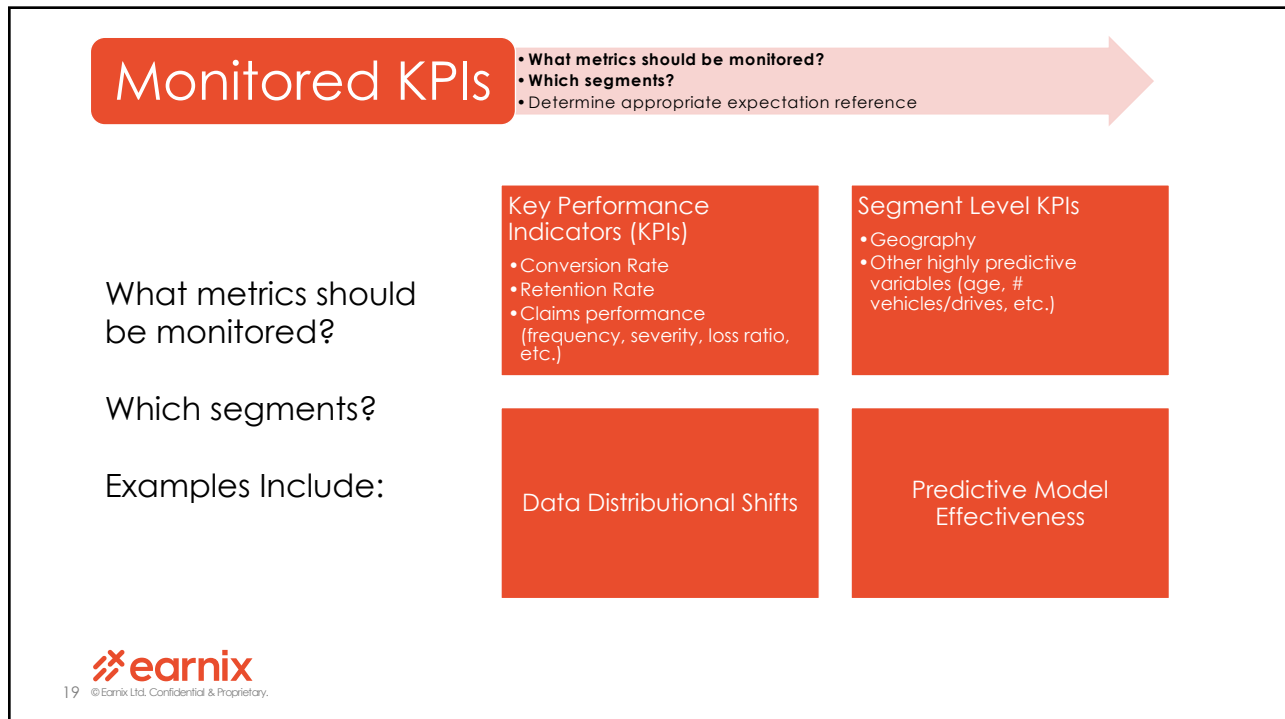 Monitored KPIs
• What metrics should be monitored?
• Which segments?
• Determine appropriate expectation reference
What metrics should
be monitored?
Which segments?
Examples Include:
Key Performance
Indicators (KPIs)
• Conversion Rate
• Retention Rate
• Claims performance
(frequency, severity, loss ratio,
etc.)
Segment Level KPIs
• Geography
• Other highly predictive
variables (age, #
vehicles/drives, etc.)
Data Distributional Shifts
Predictive Model
Effectiveness
earnix
19 © Earnix Ltd. Confidential & Proprietary.